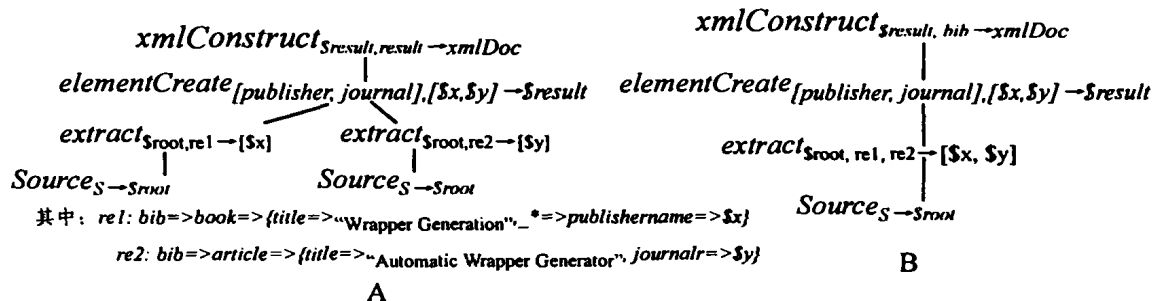 xmlConstruct$result,result→xmlDoc
elementCreate[publisher, journal],[$x,$y]→$result
extract$root,re1→[$x] extract$root,re2→[$y]
SourceS→$root SourceS→$root
其中: re1: bib=>book=>{title=>“Wrapper Generation”,_*=>publishername=>$x}
re2: bib=>article=>{title=>“Automatic Wrapper Generator”, journalr=>$y}
A
xmlConstruct$result, bib→xmlDoc
elementCreate[publisher, journal],[$x,$y]→$result
extract$root, re1, re2→[$x, $y]
SourceS→$root
B